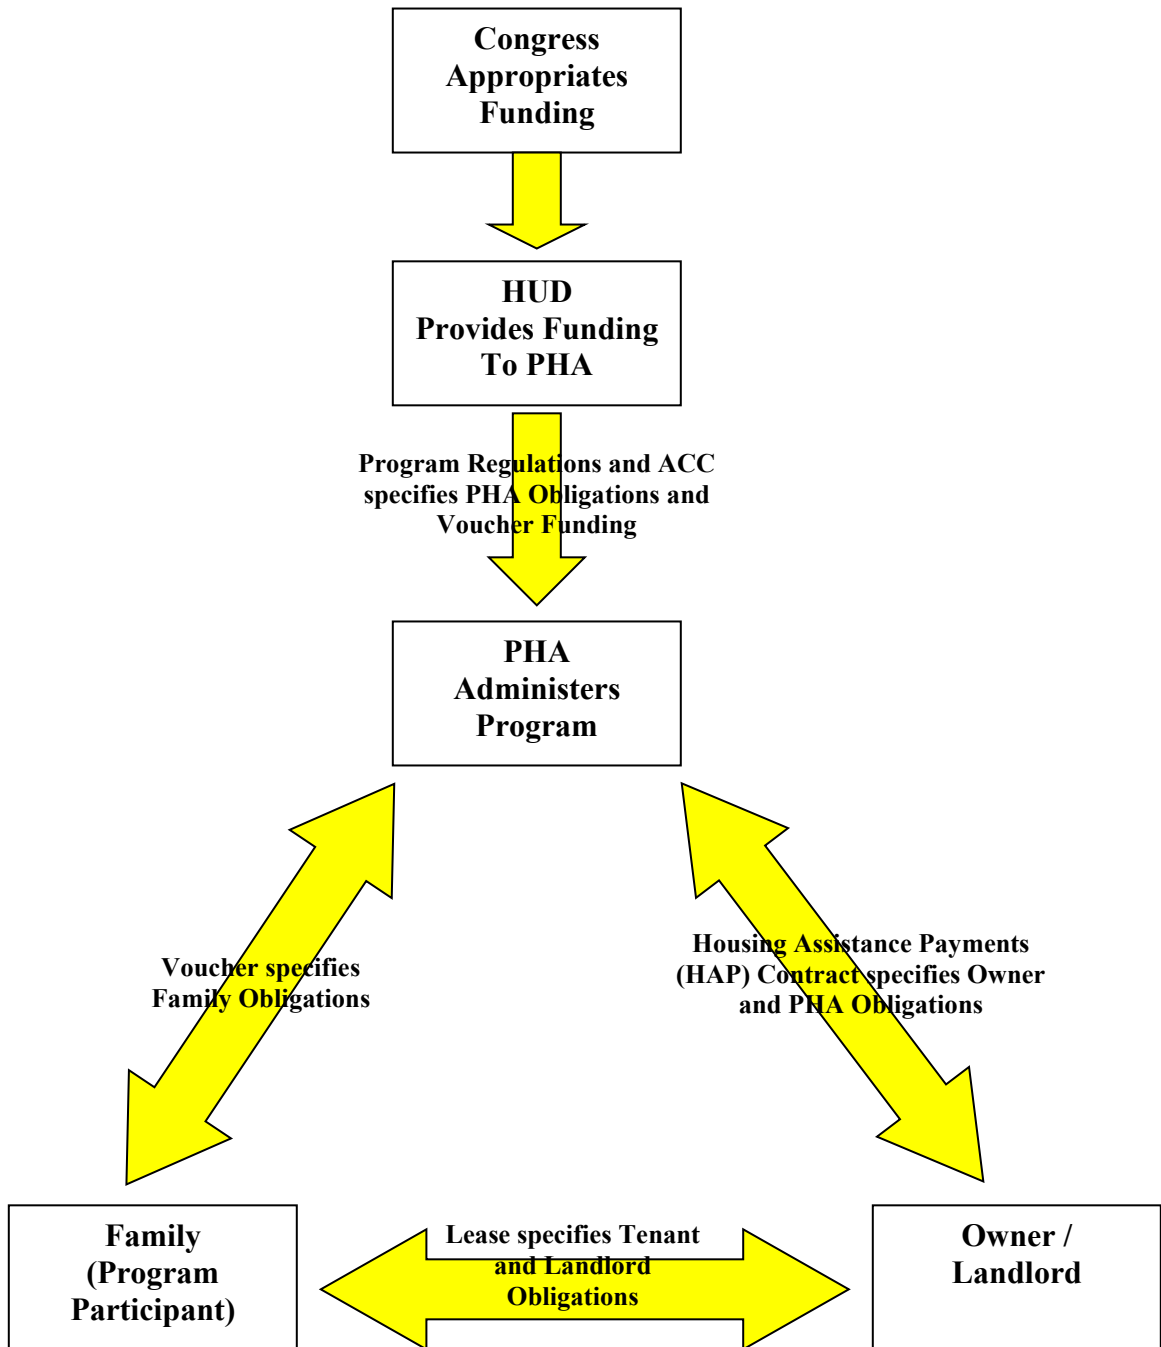 Congress
Appropriates
Funding
HUD
Provides Funding
To PHA
Program Regulations and ACC
specifies PHA Obligations and
Voucher Funding
PHA
Administers
Program
Voucher specifies
Family Obligations
Housing Assistance Payments
(HAP) Contract specifies Owner
and PHA Obligations
Family
(Program
Participant)
Lease specifies Tenant
and Landlord
Obligations
Owner /
Landlord